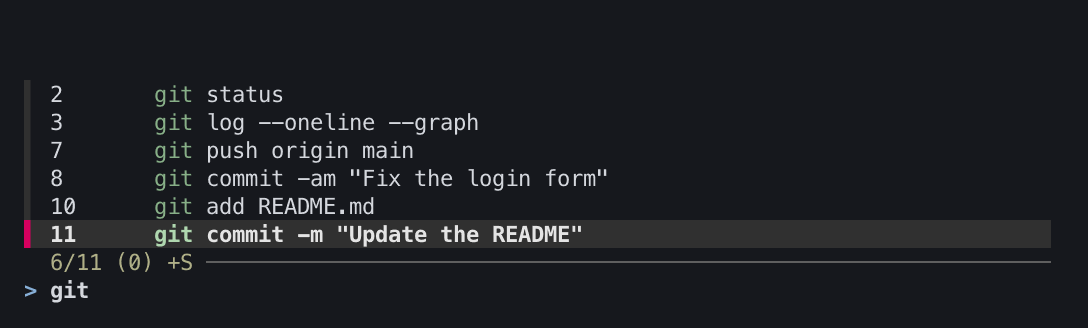 2 git status
3 git log --oneline --graph
7 git push origin main
8 git commit -am "Fix the login form"
10 git add README.md
11 git commit -m "Update the README"
6/11 (0) +S
> git